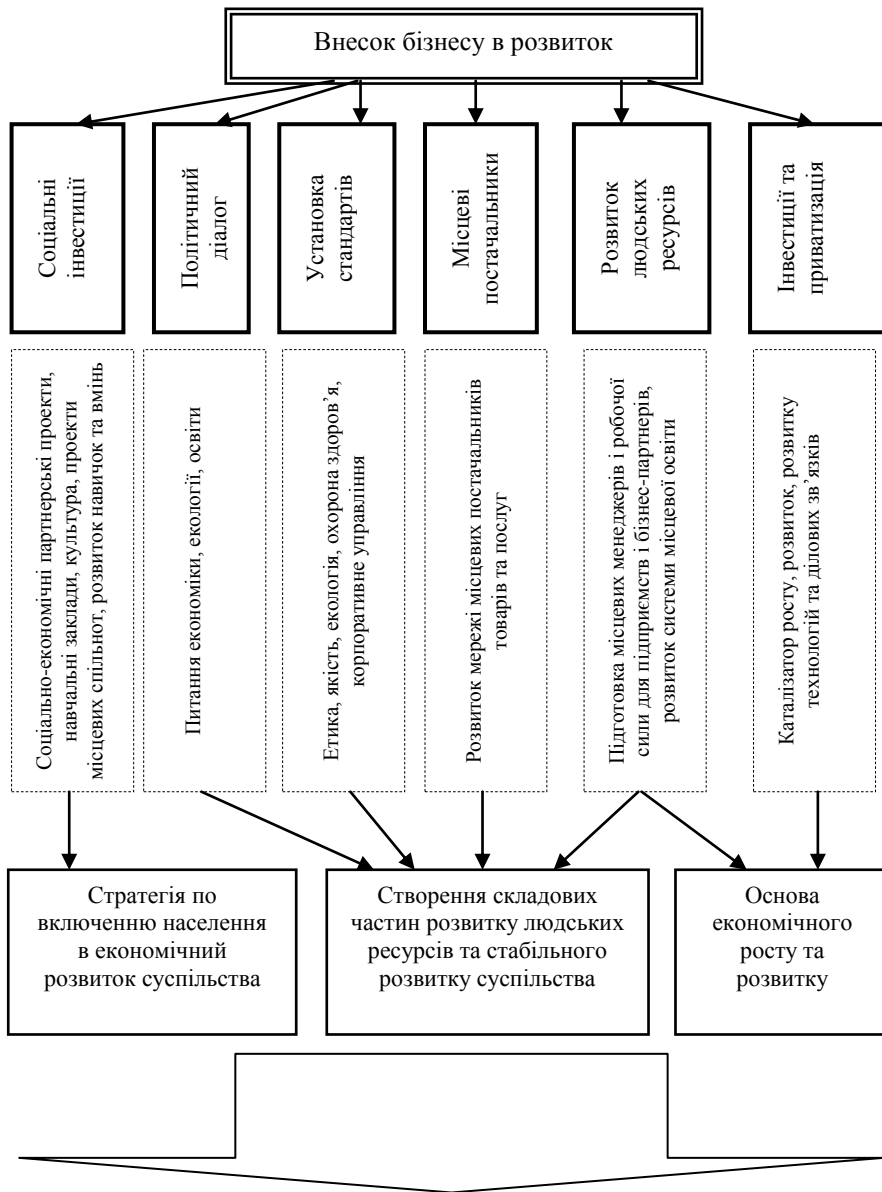 Внесок бізнесу в розвиток
Соціальні
інвестиції
Політичний
діалог
Установка
стандартів
Місцеві
постачальники
Розвиток
людських
ресурсів
Інвестиції та
приватизація
Соціально-економічні партнерські проекти,
навчальні заклади, культура, проекти
місцевих спільнот, розвиток навичок та вмінь
Питання економіки, екології, освіти
Етика, якість, екологія, охорона здоров’я,
корпоративне управління
Розвиток мережі місцевих постачальників
товарів та послуг
Підготовка місцевих менеджерів і робочої
сили для підприємств і бізнес-партнерів,
розвиток системи місцевої освіти
Каталізатор росту, розвиток, розвитку
технологій та ділових зв’язків
Стратегія по
включенню населення
в економічний
розвиток суспільства
Створення складових
частин розвитку людських
ресурсів та стабільного
розвитку суспільства
Основа
економічного
росту та
розвитку